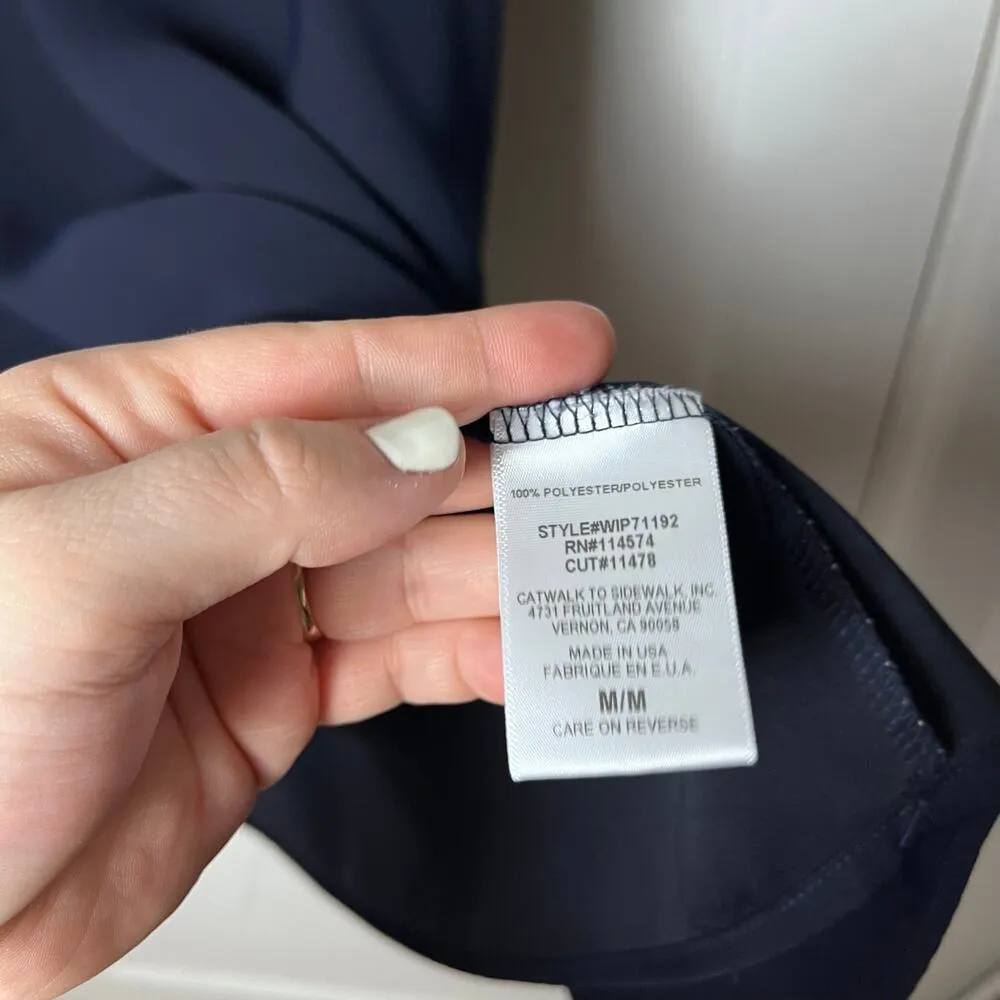 100% POLYESTER/POLYESTER
STYLE#WIP71192
RN#114574
CUT#11478
CATWALK TO SIDEWALK, INC.
4731 FRUITLAND AVENUE
VERNON, CA 90058
MADE IN USA
FABRIQUE EN E.U.A.
M/M
CARE ON REVERSE